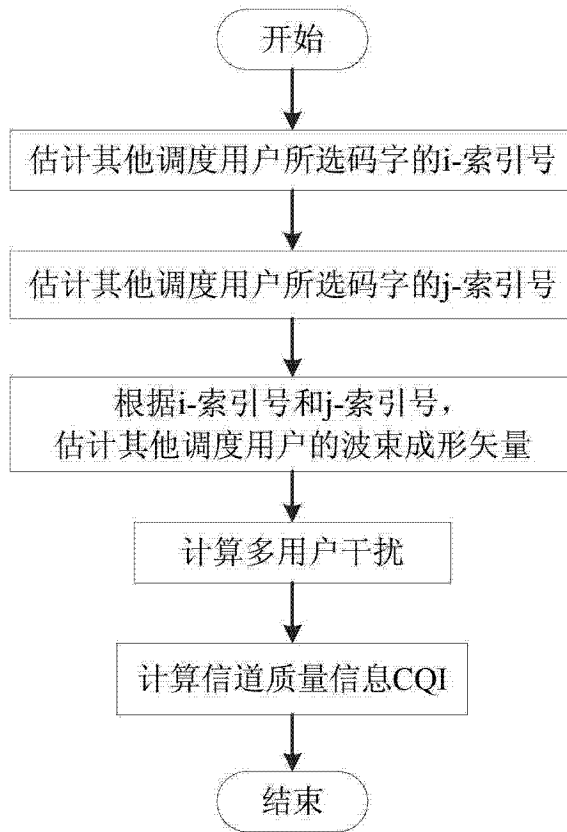 开始
估计其他调度用户所选码字的i-索引号
估计其他调度用户所选码字的j-索引号
根据i-索引号和j-索引号，
估计其他调度用户的波束成形矢量
计算多用户干扰
计算信道质量信息CQI
结束